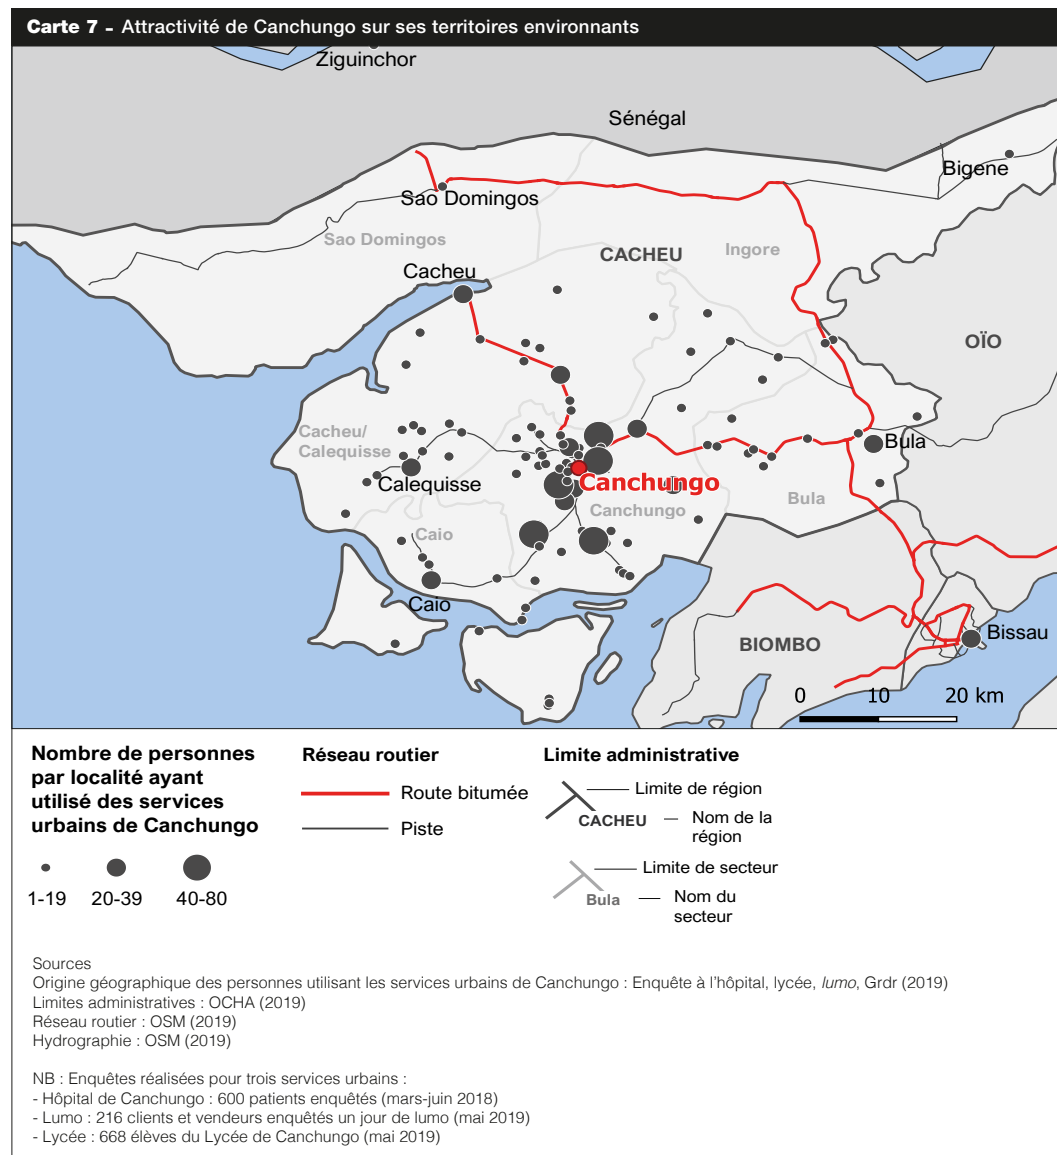 Carte 7 - Attractivité de Canchungo sur ses territoires environnants
Ziguinchor
Sénégal
Bigene
Sao Domingos
Sao Domingos
Ingore
CACHEU
Cacheu
OÏO
Cacheu/
Calequisse
Bula
Calequisse
Canchungo
Bula
Canchungo
Caio
Caio
Bissau
BIOMBO
0 10 20 km
Nombre de personnes
par localité ayant
utilisé des services
urbains de Canchungo
1-19 20-39 40-80
Réseau routier
Route bitumée
Piste
Limite administrative
Limite de région
CACHEU
Nom de la
région
Limite de secteur
Bula
Nom du
secteur
Sources
Origine géographique des personnes utilisant les services urbains de Canchungo : Enquête à l'hôpital, lycée, lumo, Grdr (2019)
Limites administratives : OCHA (2019)
Réseau routier : OSM (2019)
Hydrographie : OSM (2019)
NB : Enquêtes réalisées pour trois services urbains :
- Hôpital de Canchungo : 600 patients enquêtés (mars-juin 2018)
- Lumo : 216 clients et vendeurs enquêtés un jour de lumo (mai 2019)
- Lycée : 668 élèves du Lycée de Canchungo (mai 2019)